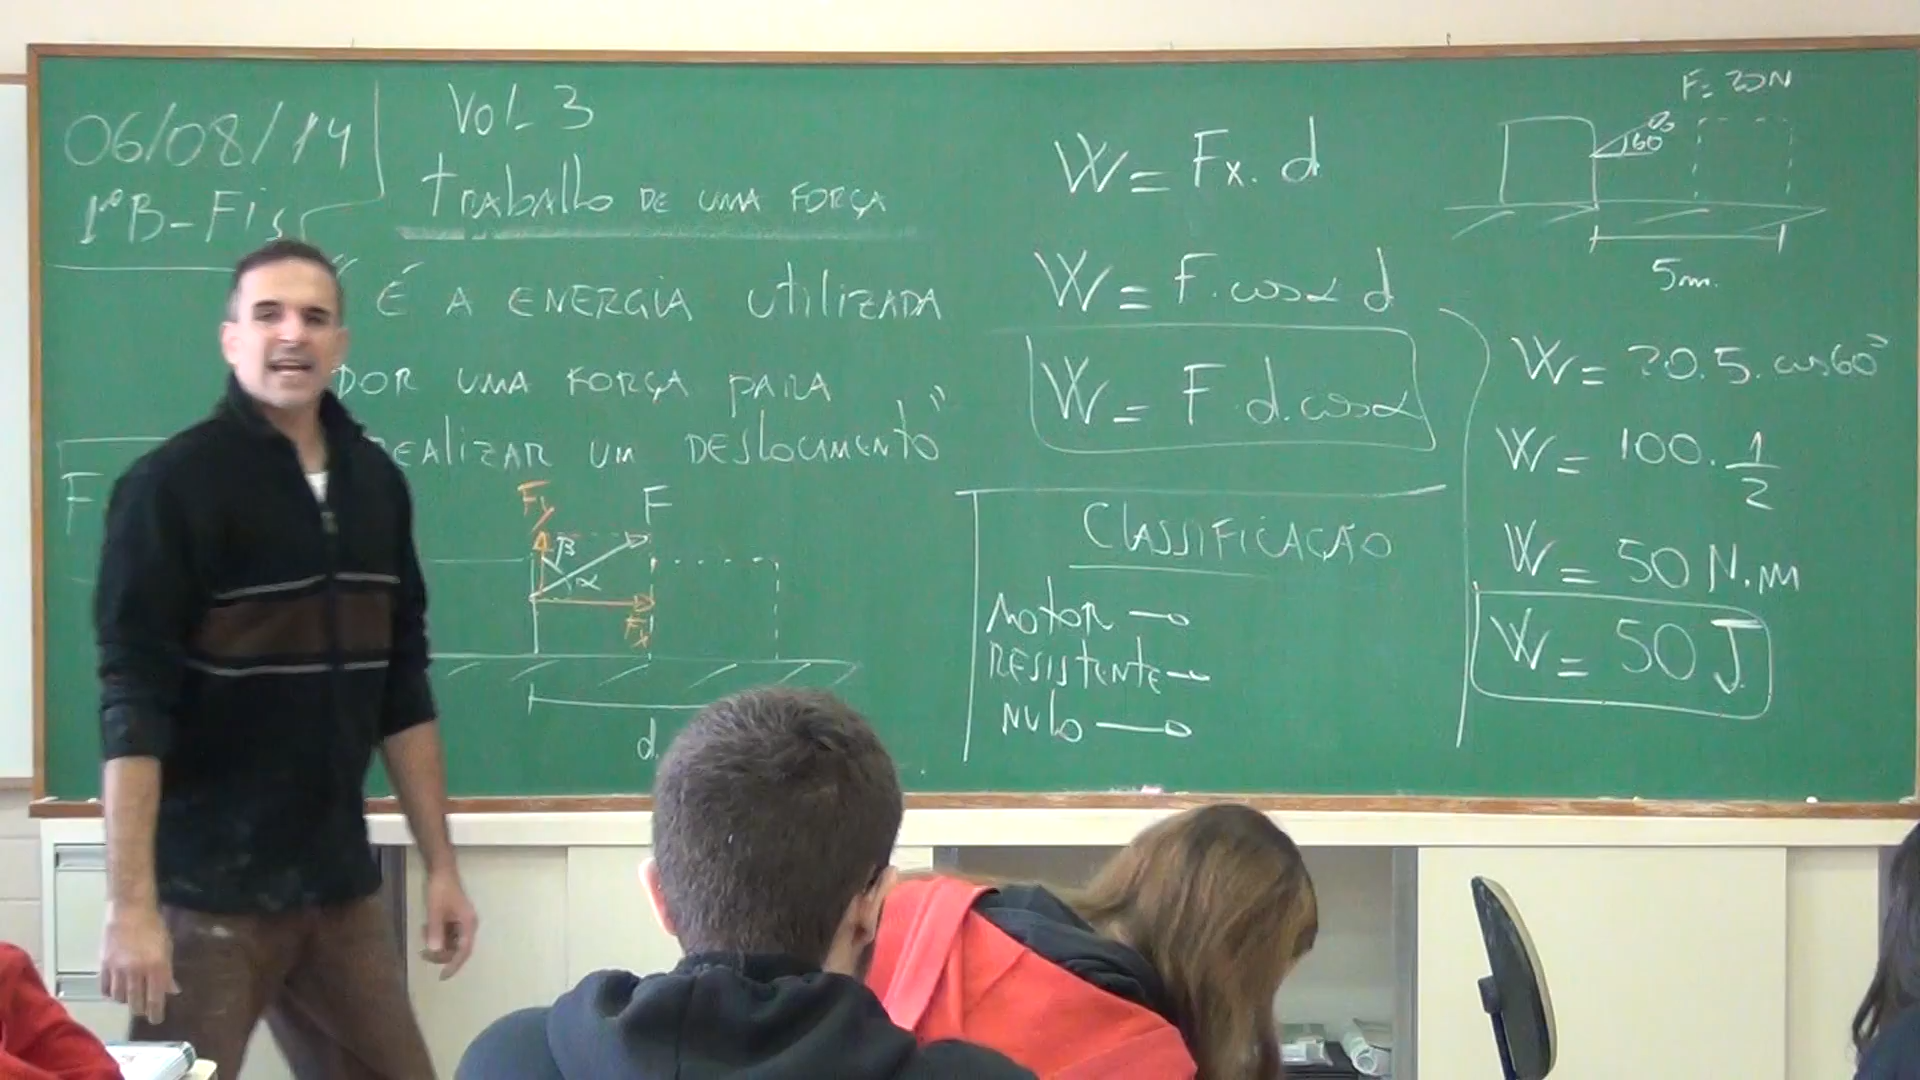 06/08/14
1ºB-Fis
VOL 3
Trabalho DE UMA FORÇA
" É A ENERGIA UtilizADA
POR UMA FORÇA PARA
REALIZAR UM DESLOCAMENTO"
F
Fy
F
β
α
Fx
d
W = Fx . d
W = F . cosα d
W = F . d . cosα
CLASSIFICAÇÃO
MOTOR
RESISTENTE
NULO
F = 20N
60º
5m.
W = 20.5. cos60º
W = 100 . 1/2
W = 50 N.m
W = 50 J